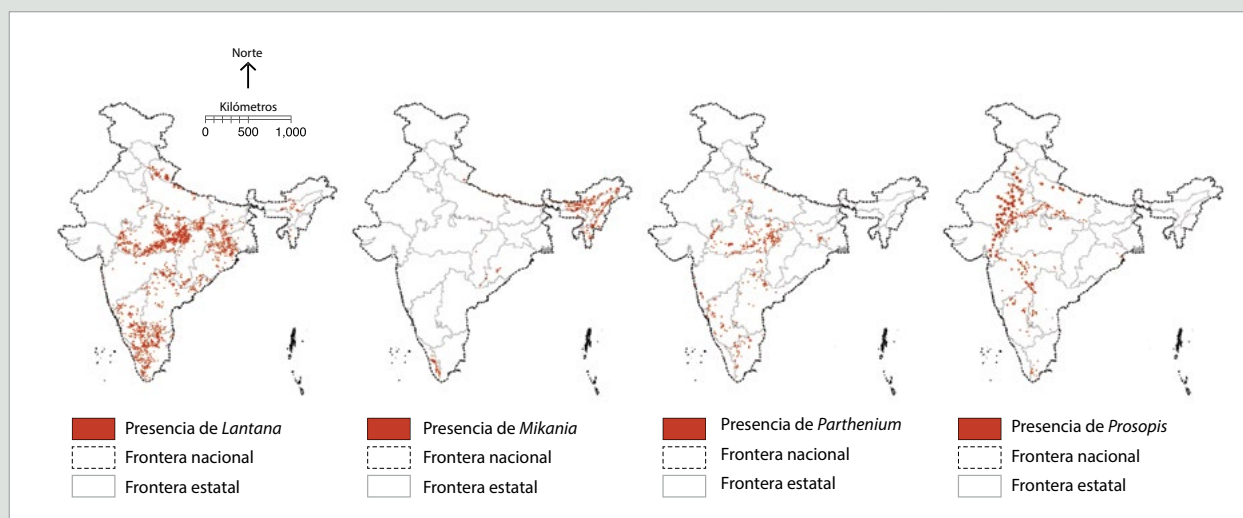 Norte
Kilómetros
0 500 1,000
Presencia de Lantana
Frontera nacional
Frontera estatal
Presencia de Mikania
Frontera nacional
Frontera estatal
Presencia de Parthenium
Frontera nacional
Frontera estatal
Presencia de Prosopis
Frontera nacional
Frontera estatal